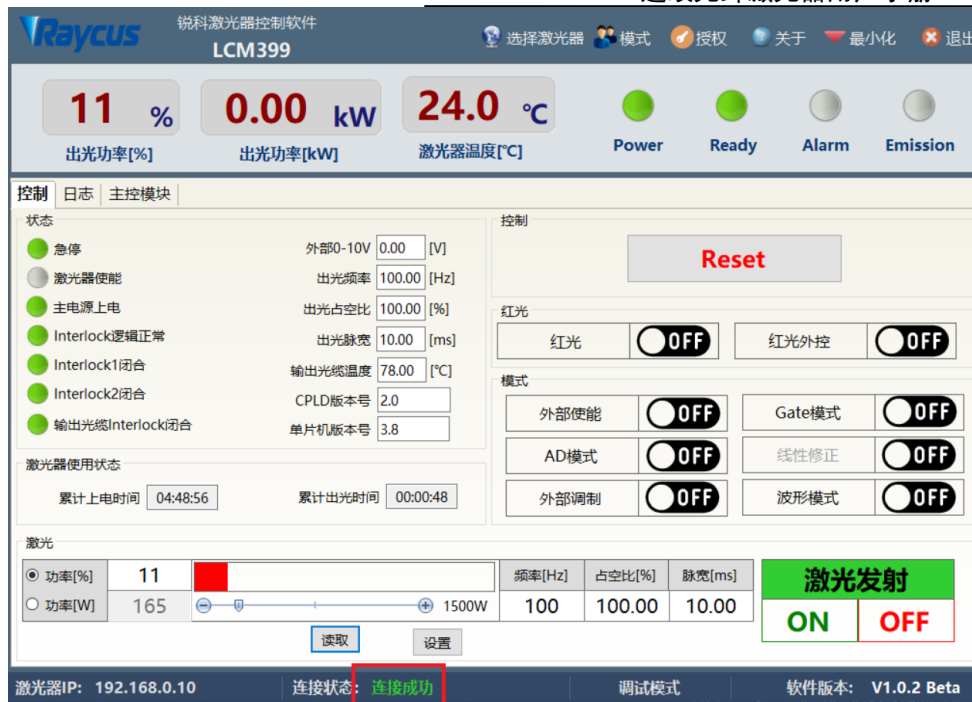 Raycus 锐科激光器控制软件
LCM399
选择激光器 模式 授权 关于 最小化 退出
11 % 0.00 kW 24.0 ℃
出光功率[%] 出光功率[kW] 激光器温度[℃] Power Ready Alarm Emission
控制 日志 主控模块
状态
急停 外部0-10V 0.00 [V]
激光器使能 出光频率 100.00 [Hz]
主电源上电 出光占空比 100.00 [%]
Interlock逻辑正常 出光脉宽 10.00 [ms]
Interlock1闭合 输出光缆温度 78.00 [℃]
Interlock2闭合 CPLD版本号 2.0
输出光缆Interlock闭合 单片机版本号 3.8
激光器使用状态
累计上电时间 04:48:56 累计出光时间 00:00:48
控制
Reset
红光
红光 OFF 红光外控 OFF
模式
外部使能 OFF Gate模式 OFF
AD模式 OFF 线性修正 OFF
外部调制 OFF 波形模式 OFF
激光
功率[%] 11
功率[W] 165 1500W
读取 设置
频率[Hz] 占空比[%] 脉宽[ms]
100 100.00 10.00
激光发射
ON OFF
激光器IP: 192.168.0.10 连接状态: 连接成功 调试模式 软件版本: V1.0.2 Beta